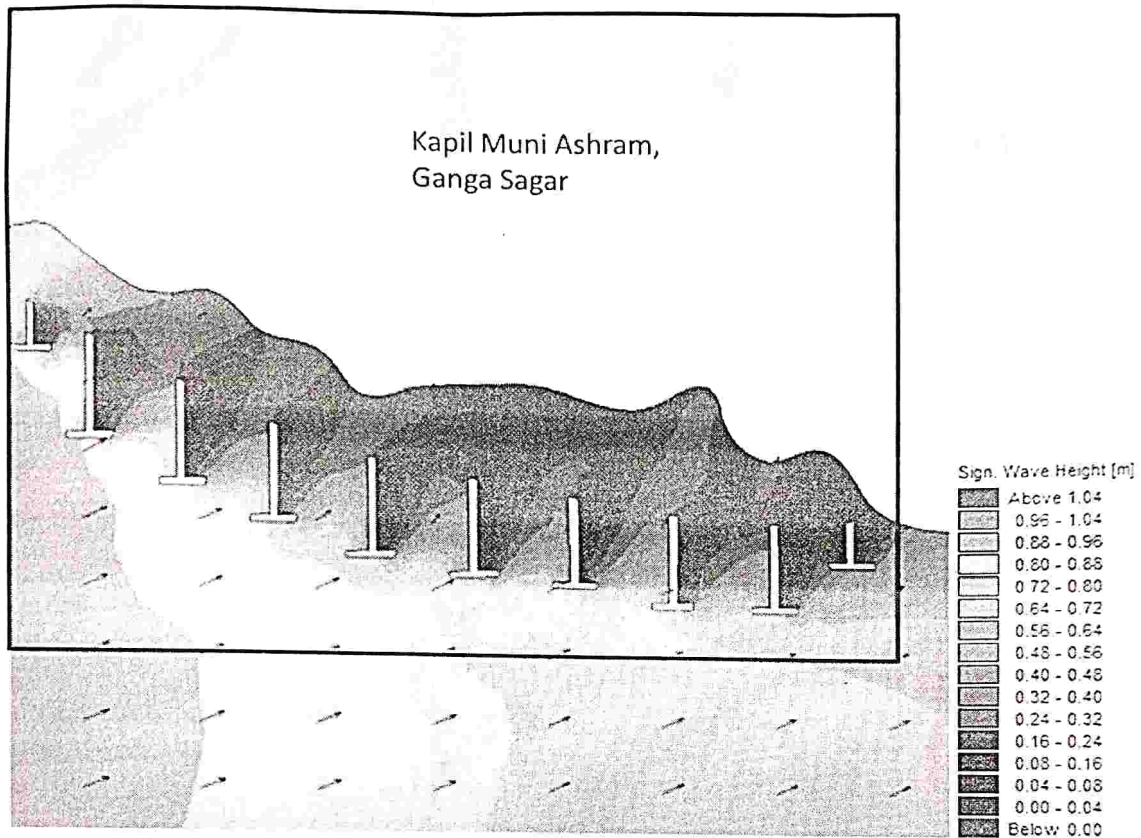 Kapil Muni Ashram,
Ganga Sagar
Sign. Wave Height [m]
Above 1.04
0.96 - 1.04
0.88 - 0.96
0.80 - 0.88
0.72 - 0.80
0.64 - 0.72
0.56 - 0.64
0.48 - 0.56
0.40 - 0.48
0.32 - 0.40
0.24 - 0.32
0.16 - 0.24
0.08 - 0.16
0.04 - 0.08
0.00 - 0.04
Below 0.00